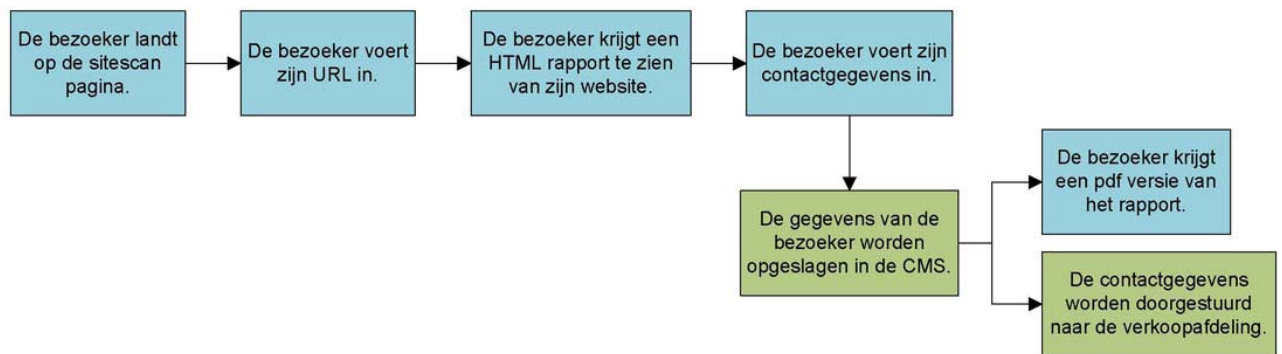 De bezoeker landt
op de sitescan
pagina.
De bezoeker voert
zijn URL in.
De bezoeker krijgt een
HTML rapport te zien
van zijn website.
De bezoeker voert zijn
contactgegevens in.
De gegevens van de
bezoeker worden
opgeslagen in de CMS.
De bezoeker krijgt
een pdf versie van
het rapport.
De contactgegevens
worden doorgestuurd
naar de verkoopafdeling.